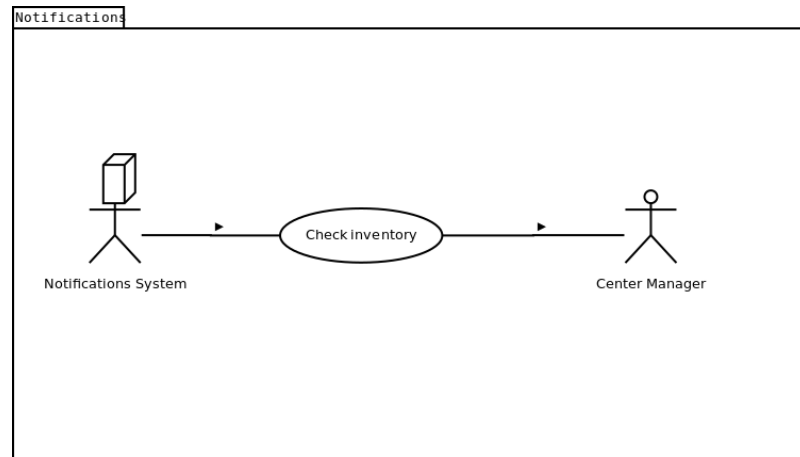 Notifications
Check inventory
Notifications System
Center Manager